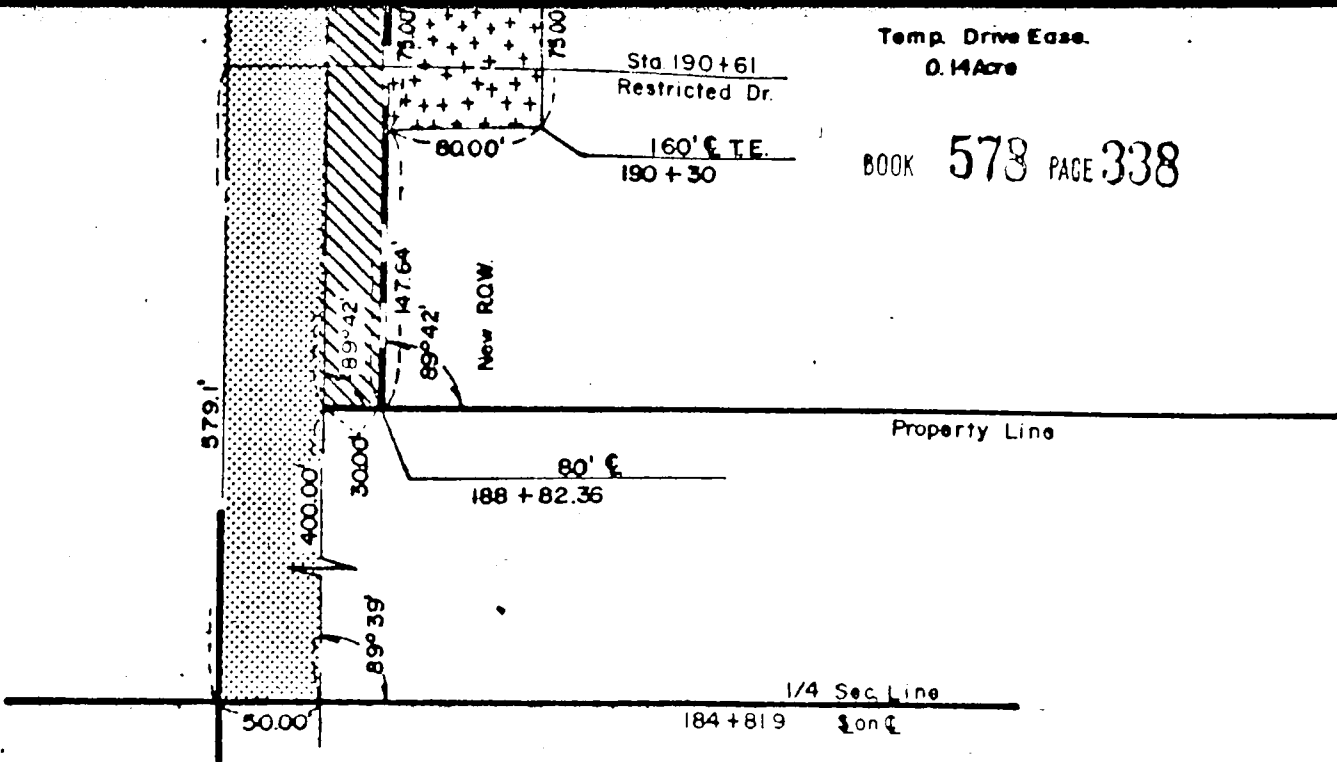 75.00'
75.00'
Temp. Drive Ease.
0.14 Acre
Sta. 190+61
Restricted Dr.
80.00'
160' ℄ T.E.
190 + 30
BOOK 578 PAGE 338
147.64'
New R.O.W.
89°42'
89°42'
579.1'
Property Line
30.00'
80' ℄
188 + 82.36
400.00'
89°39'
1/4 Sec. Line
50.00'
184+819
on ℄